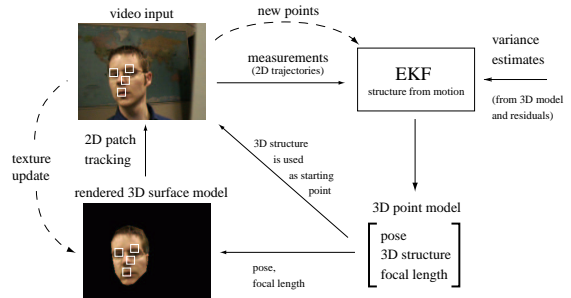 video input
new points
measurements
(2D trajectories)
EKF
structure from motion
variance
estimates
(from 3D model
and residuals)
2D patch
tracking
texture
update
3D structure
is used
as starting
point
rendered 3D surface model
3D point model
pose
3D structure
focal length
pose,
focal length